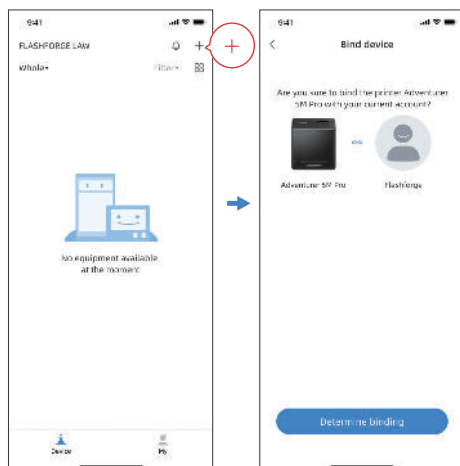 9:41
FLASHFORGE LAW
Whole
Filter
No equipment available
at the moment
Device
My
9:41
Bind device
Are you sure to bind the printer Adventurer
5M Pro with your current account?
Adventurer 5M Pro
Flashforge
Determine binding